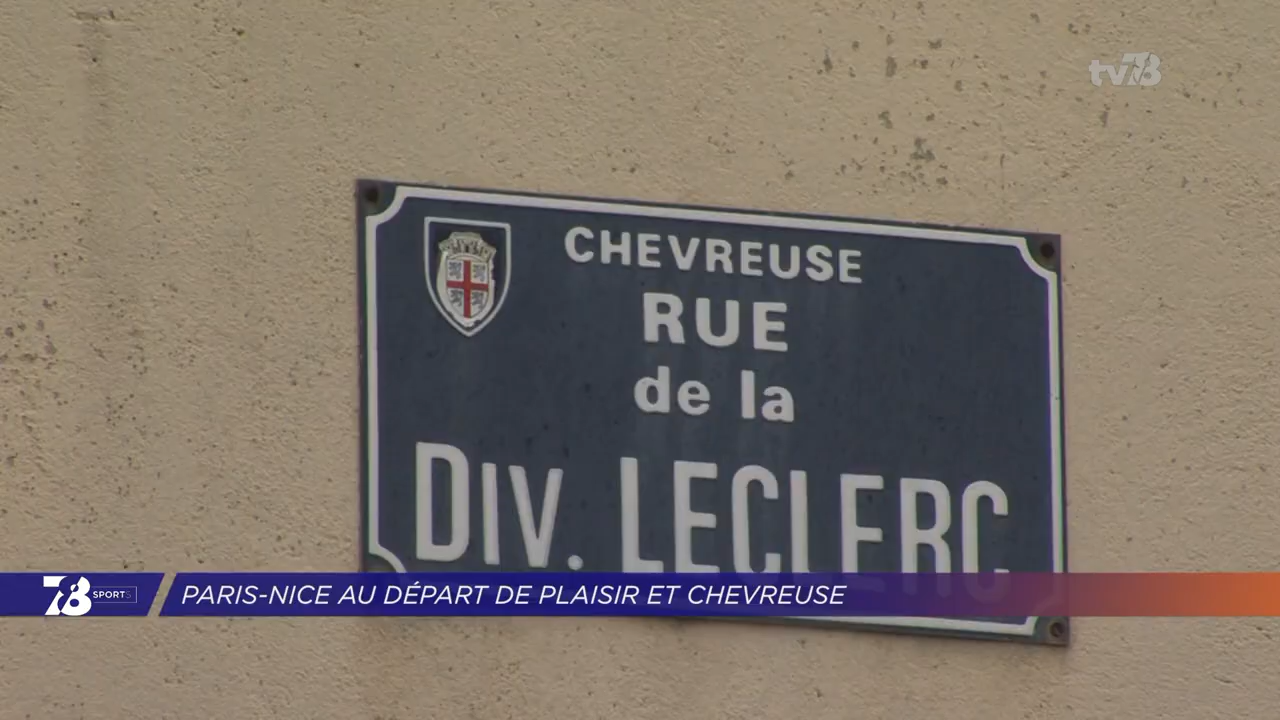 tv78
CHEVREUSE
RUE
de la
DIV. LECLERC
78 SPORTS
PARIS-NICE AU DÉPART DE PLAISIR ET CHEVREUSE